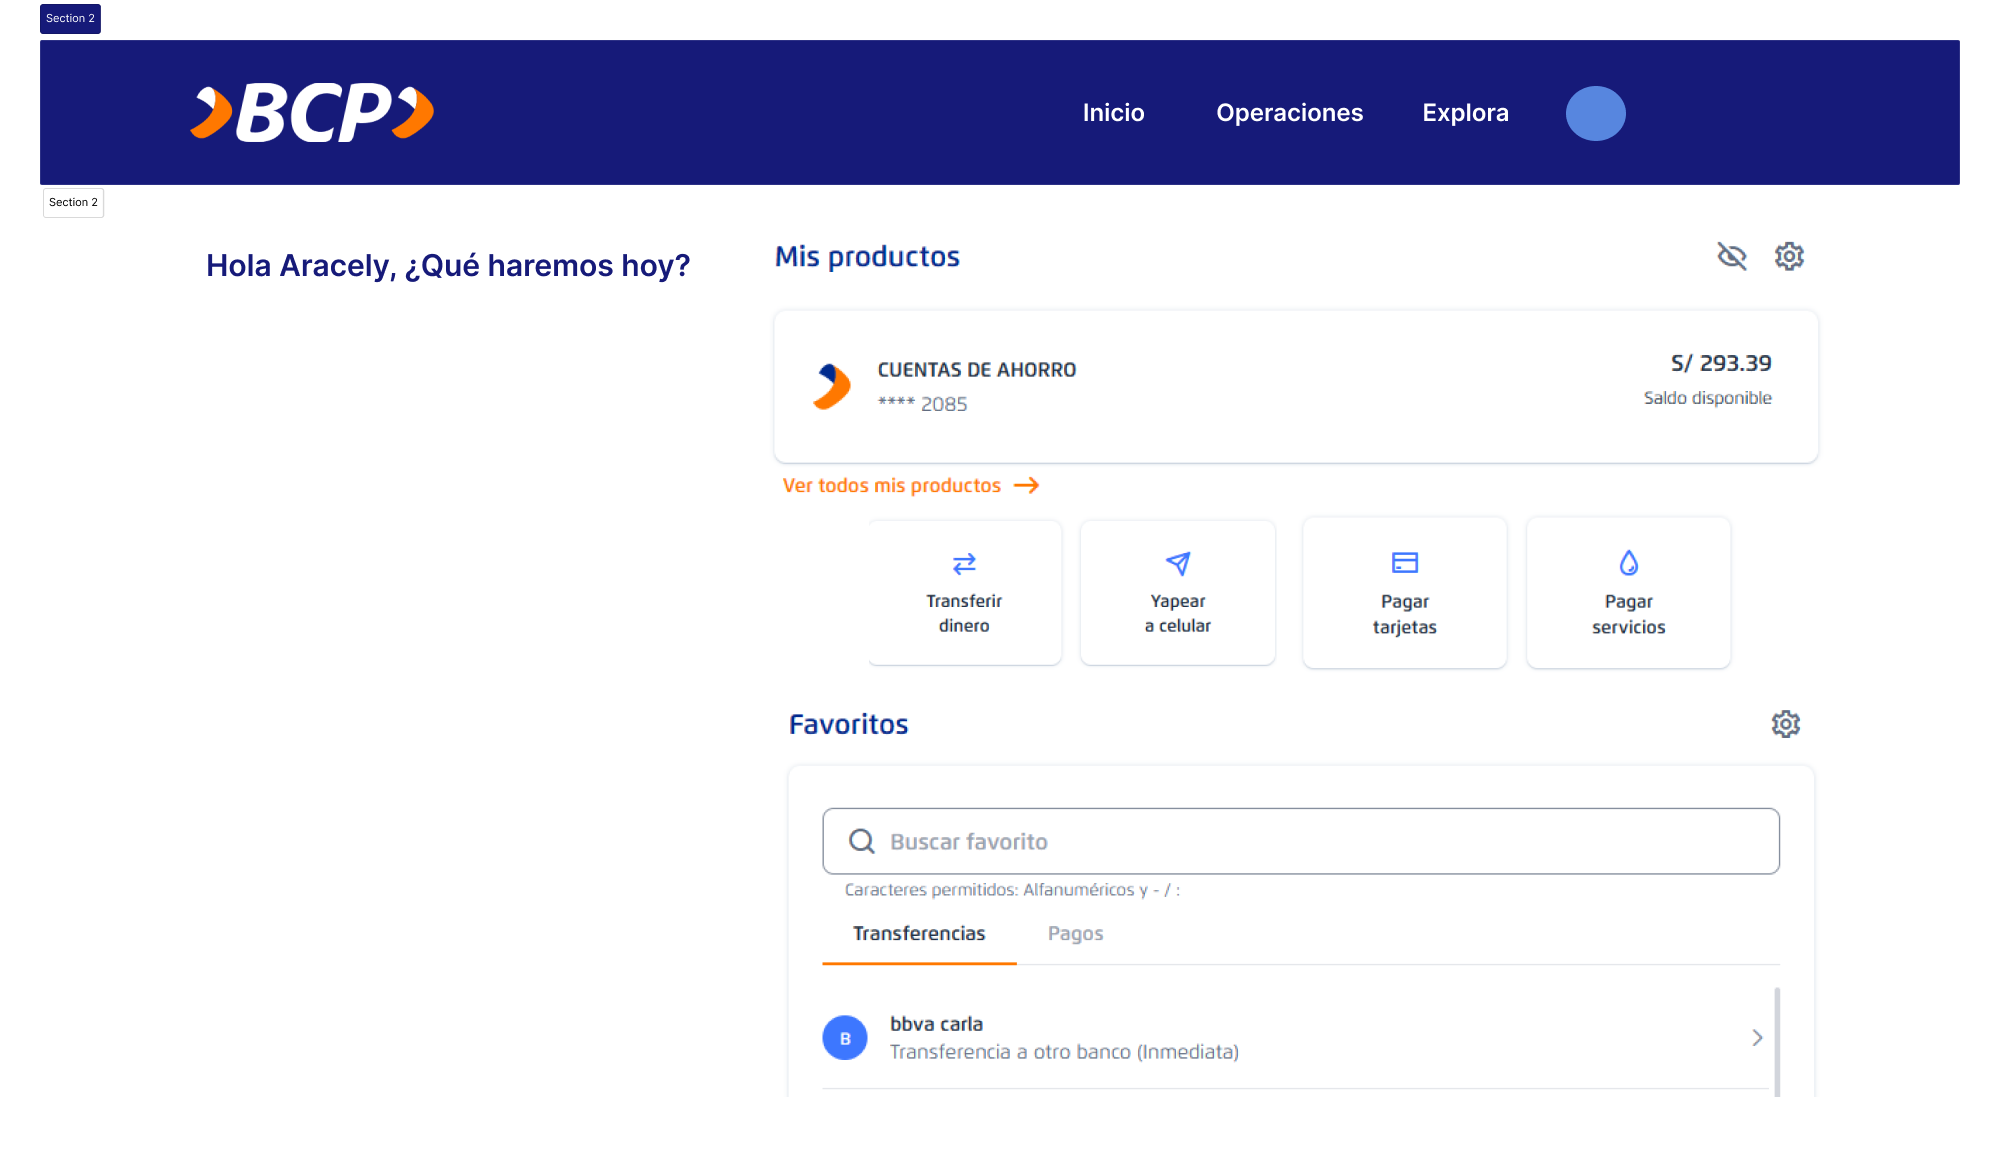 Section 2
BCP
Inicio
Operaciones
Explora
Section 2
Hola Aracely, ¿Qué haremos hoy?
Mis productos
CUENTAS DE AHORRO
**** 2085
S/ 293.39
Saldo disponible
Ver todos mis productos
Transferir
dinero
Yapear
a celular
Pagar
tarjetas
Pagar
servicios
Favoritos
Buscar favorito
Caracteres permitidos: Alfanuméricos y - / :
Transferencias
Pagos
B
bbva carla
Transferencia a otro banco (Inmediata)